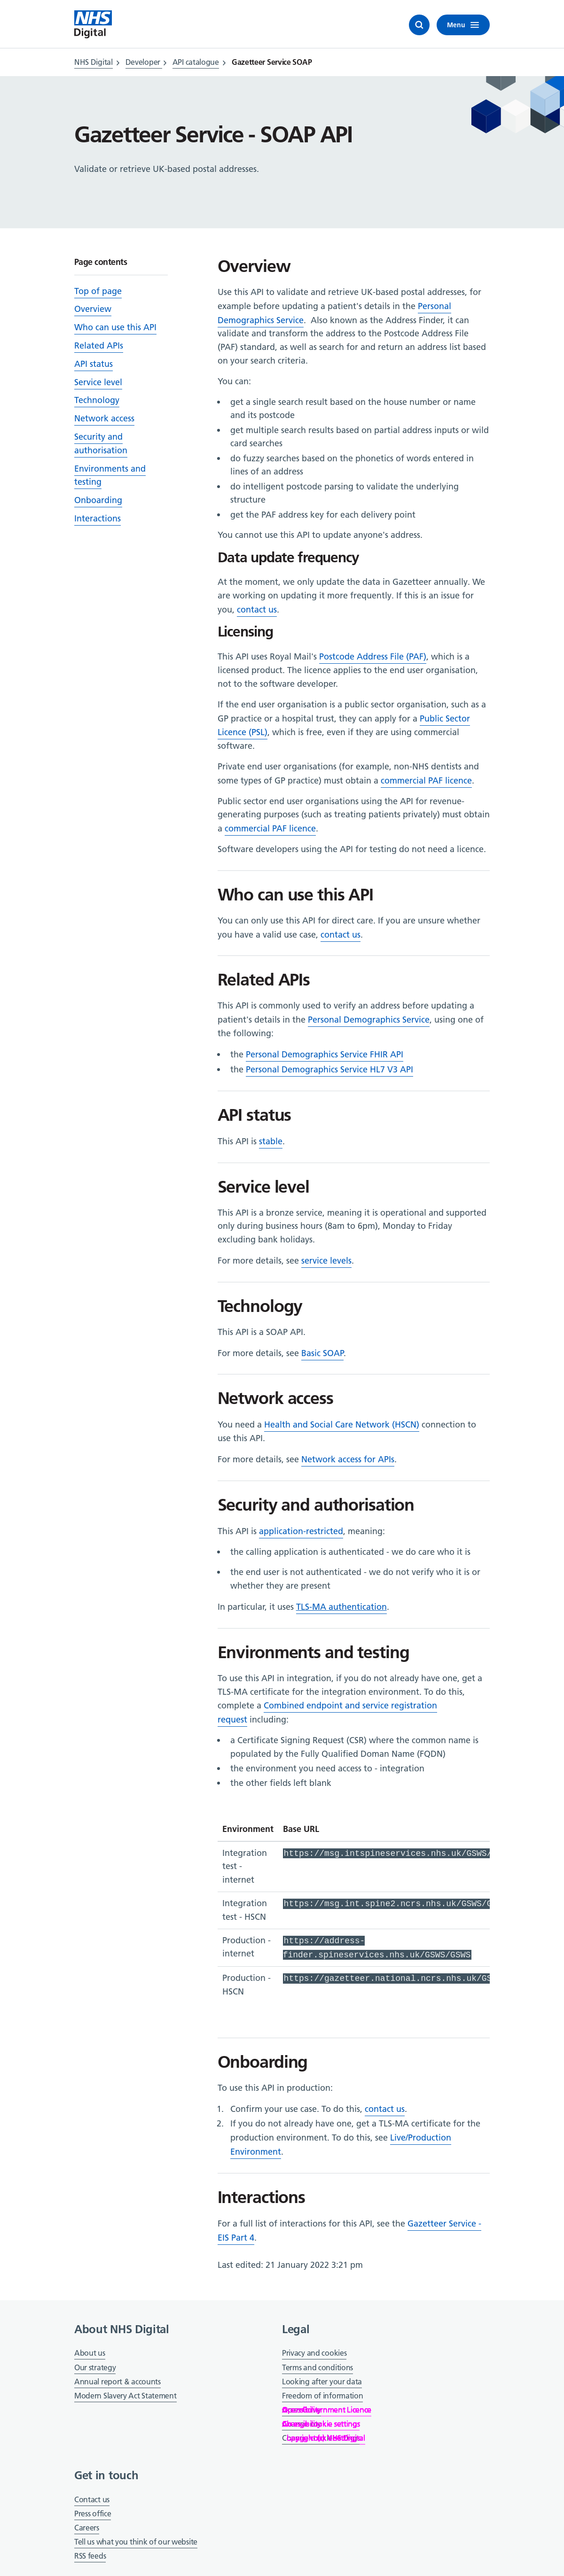 NHS
Digital
Menu
NHS Digital > Developer > API catalogue > Gazetteer Service SOAP
Gazetteer Service - SOAP API
Validate or retrieve UK-based postal addresses.
Page contents
Top of page
Overview
Who can use this API
Related APIs
API status
Service level
Technology
Network access
Security and
authorisation
Environments and
testing
Onboarding
Interactions
Overview
Use this API to validate and retrieve UK-based postal addresses, for
example before updating a patient's details in the Personal
Demographics Service. Also known as the Address Finder, it can
validate and transform the address to the Postcode Address File
(PAF) standard, as well as search for and return an address list based
on your search criteria.
You can:
• get a single search result based on the house number or name
and its postcode
• get multiple search results based on partial address inputs or wild
card searches
• do fuzzy searches based on the phonetics of words entered in
lines of an address
• do intelligent postcode parsing to validate the underlying
structure
• get the PAF address key for each delivery point
You cannot use this API to update anyone's address.
Data update frequency
At the moment, we only update the data in Gazetteer annually. We
are working on updating it more frequently. If this is an issue for
you, contact us.
Licensing
This API uses Royal Mail's Postcode Address File (PAF), which is a
licensed product. The licence applies to the end user organisation,
not to the software developer.
If the end user organisation is a public sector organisation, such as a
GP practice or a hospital trust, they can apply for a Public Sector
Licence (PSL), which is free, even if they are using commercial
software.
Private end user organisations (for example, non-NHS dentists and
some types of GP practice) must obtain a commercial PAF licence.
Public sector end user organisations using the API for revenue-
generating purposes (such as treating patients privately) must obtain
a commercial PAF licence.
Software developers using the API for testing do not need a licence.
Who can use this API
You can only use this API for direct care. If you are unsure whether
you have a valid use case, contact us.
Related APIs
This API is commonly used to verify an address before updating a
patient's details in the Personal Demographics Service, using one of
the following:
• the Personal Demographics Service FHIR API
• the Personal Demographics Service HL7 V3 API
API status
This API is stable.
Service level
This API is a bronze service, meaning it is operational and supported
only during business hours (8am to 6pm), Monday to Friday
excluding bank holidays.
For more details, see service levels.
Technology
This API is a SOAP API.
For more details, see Basic SOAP.
Network access
You need a Health and Social Care Network (HSCN) connection to
use this API.
For more details, see Network access for APIs.
Security and authorisation
This API is application-restricted, meaning:
• the calling application is authenticated - we do care who it is
• the end user is not authenticated - we do not verify who it is or
whether they are present
In particular, it uses TLS-MA authentication.
Environments and testing
To use this API in integration, if you do not already have one, get a
TLS-MA certificate for the integration environment. To do this,
complete a Combined endpoint and service registration
request including:
• a Certificate Signing Request (CSR) where the common name is
populated by the Fully Qualified Doman Name (FQDN)
• the environment you need access to - integration
• the other fields left blank
Environment Base URL
Integration https://msg.intspineservices.nhs.uk/GSWS/
test -
internet
Integration https://msg.int.spine2.ncrs.nhs.uk/GSWS/
test - HSCN
Production - https://address-
internet finder.spineservices.nhs.uk/GSWS/GSWS
Production - https://gazetteer.national.ncrs.nhs.uk/GS
HSCN
Onboarding
To use this API in production:
1. Confirm your use case. To do this, contact us.
2. If you do not already have one, get a TLS-MA certificate for the
production environment. To do this, see Live/Production
Environment.
Interactions
For a full list of interactions for this API, see the Gazetteer Service -
EIS Part 4.
Last edited: 21 January 2022 3:21 pm
About NHS Digital
About us
Our strategy
Annual report & accounts
Modern Slavery Act Statement
Legal
Privacy and cookies
Terms and conditions
Looking after your data
Freedom of information
Get in touch
Contact us
Press office
Careers
Tell us what you think of our website
RSS feeds